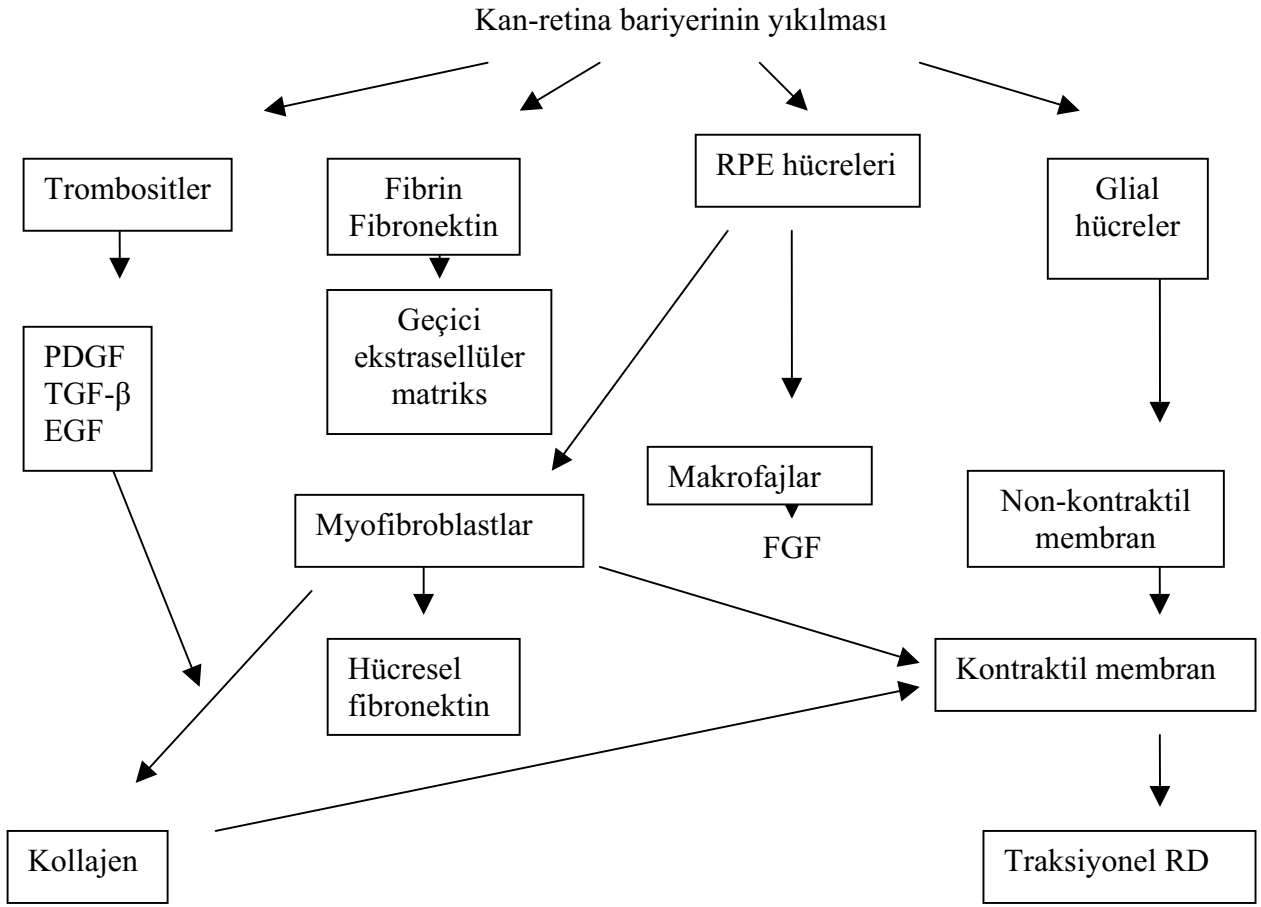 Kan-retina bariyerinin yıkılması
Trombositler
Fibrin
Fibronektin
RPE hücreleri
Glial
hücreler
PDGF
TGF-β
EGF
Geçici
ekstrasellüler
matriks
Makrofajlar
FGF
Non-kontraktil
membran
Myofibroblastlar
Hücresel
fibronektin
Kontraktil membran
Kollajen
Traksiyonel RD